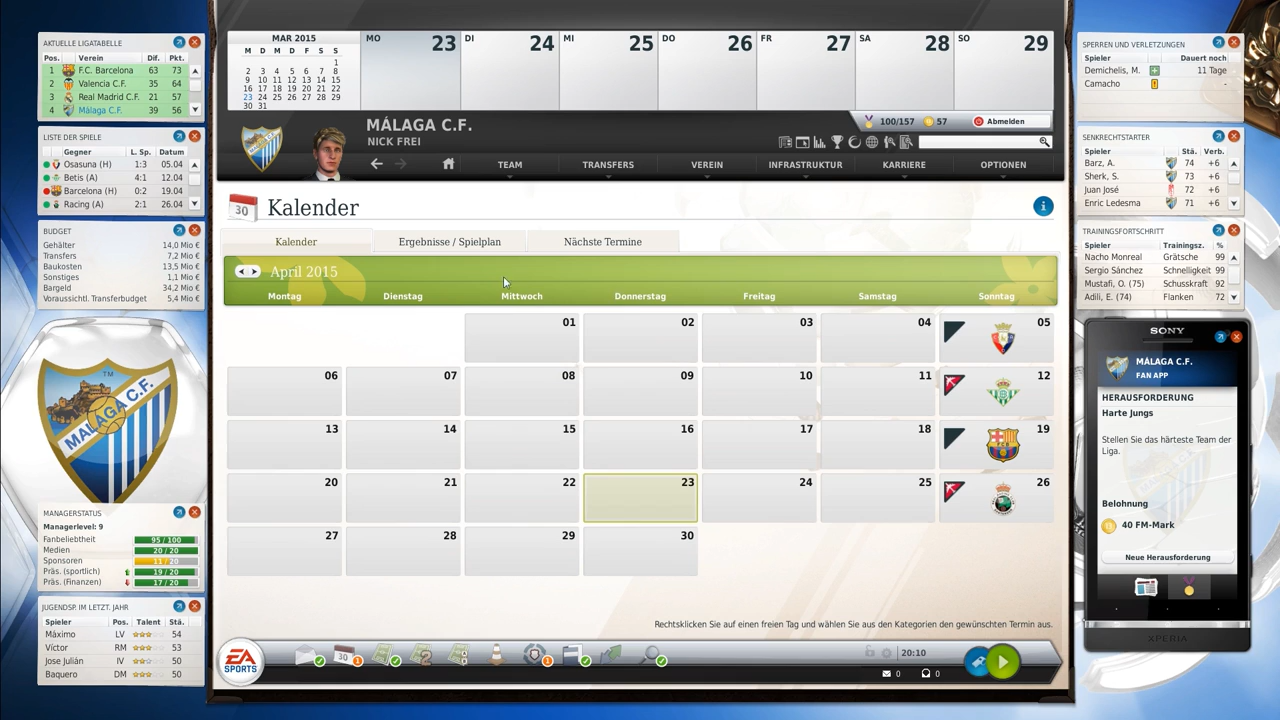 AKTUELLE LIGATABELLE
Pos. Verein Dif. Pkt.
1 F.C. Barcelona 63 73
2 Valencia C.F. 35 64
3 Real Madrid C.F. 21 57
4 Málaga C.F. 39 56
LISTE DER SPIELE
Gegner L. Sp. Datum
Osasuna (H) 1:3 05.04
Betis (A) 4:1 12.04
Barcelona (H) 0:2 19.04
Racing (A) 2:1 26.04
BUDGET
Gehälter 14,0 Mio €
Transfers 7,2 Mio €
Baukosten 13,5 Mio €
Sonstiges 1,1 Mio €
Bargeld 34,2 Mio €
Voraussichtl. Transferbudget 5,4 Mio €
TM
MALAGA C.F.
MANAGERSTATUS
Managerlevel: 9
Fanbeliebtheit 95 / 100
Medien 20 / 20
Sponsoren 11 / 20
Präs. (sportlich) 19 / 20
Präs. (Finanzen) 17 / 20
JUGENDSP. IM LETZT. JAHR
Spieler Pos. Talent Stä.
Máximo LV 54
Víctor RM 53
Jose Julián IV 50
Baquero DM 50
MAR 2015
M D M D F S S
1
2 3 4 5 6 7 8
9 10 11 12 13 14 15
16 17 18 19 20 21 22
23 24 25 26 27 28 29
30 31
MO 23 DI 24 MI 25 DO 26 FR 27 SA 28 SO 29
MÁLAGA C.F.
NICK FREI
100/157 57 Abmelden
TEAM TRANSFERS VEREIN INFRASTRUKTUR KARRIERE OPTIONEN
30 Kalender
Kalender Ergebnisse / Spielplan Nächste Termine
April 2015
Montag Dienstag Mittwoch Donnerstag Freitag Samstag Sonntag
01 02 03 04 05
06 07 08 09 10 11 12
13 14 15 16 17 18 19
20 21 22 23 24 25 26
27 28 29 30
Rechtsklicken Sie auf einen freien Tag und wählen Sie aus den Kategorien den gewünschten Termin aus.
EA SPORTS
30 1 2 8 1
20:10
0 0
SPERREN UND VERLETZUNGEN
Spieler Dauert noch
Demichelis, M. 11 Tage
Camacho -
SENKRECHTSTARTER
Spieler Stä. Verb.
Barz, A. 74 +6
Sherk, S. 73 +6
Juan José 72 +6
Enric Ledesma 71 +6
TRAININGSFORTSCHRITT
Spieler Trainingsz. %
Nacho Monreal Grätsche 99
Sergio Sánchez Schnelligkeit 99
Mustafi, O. (75) Schusskraft 92
Adili, E. (74) Flanken 72
SONY
MÁLAGA C.F.
FAN APP
HERAUSFORDERUNG
Harte Jungs
Stellen Sie das härteste Team der
Liga.
Belohnung
40 FM-Mark
Neue Herausforderung
XPERIA